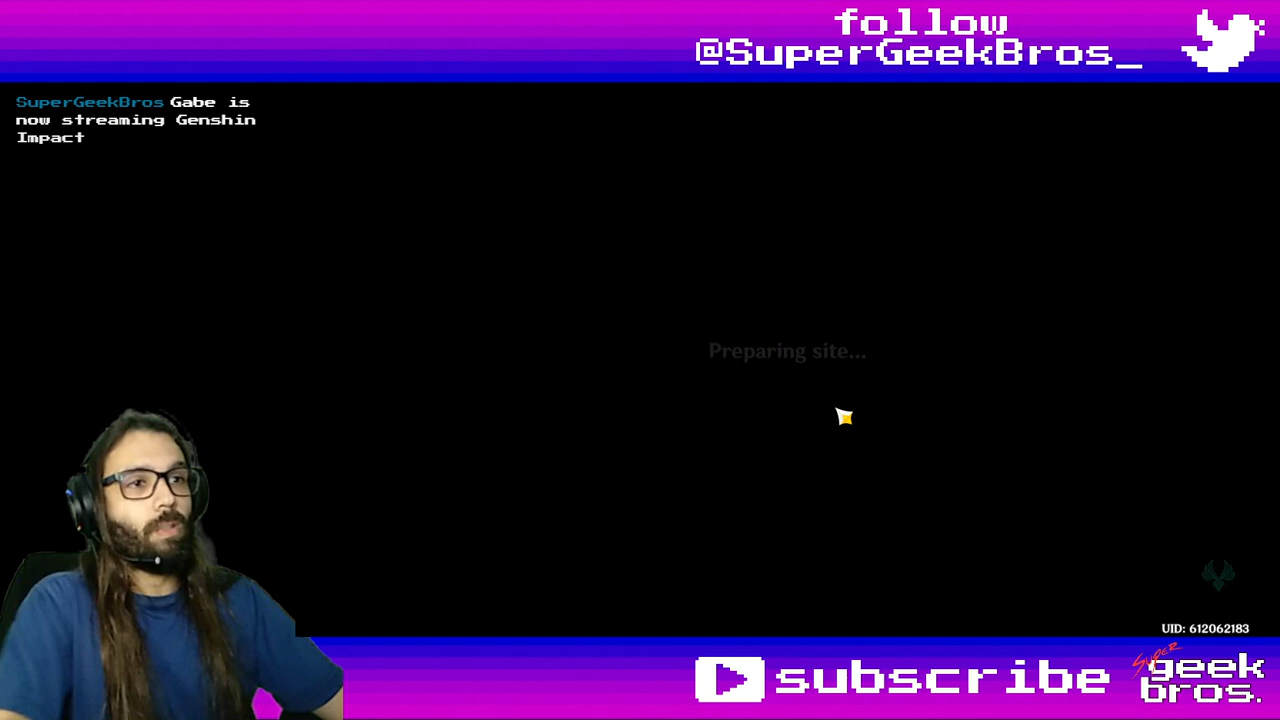 follow
@SuperGeekBros_
SuperGeekBros Gabe is
now streaming Genshin
Impact
Preparing site...
UID: 612062183
subscribe
SUPER
geek
bros.